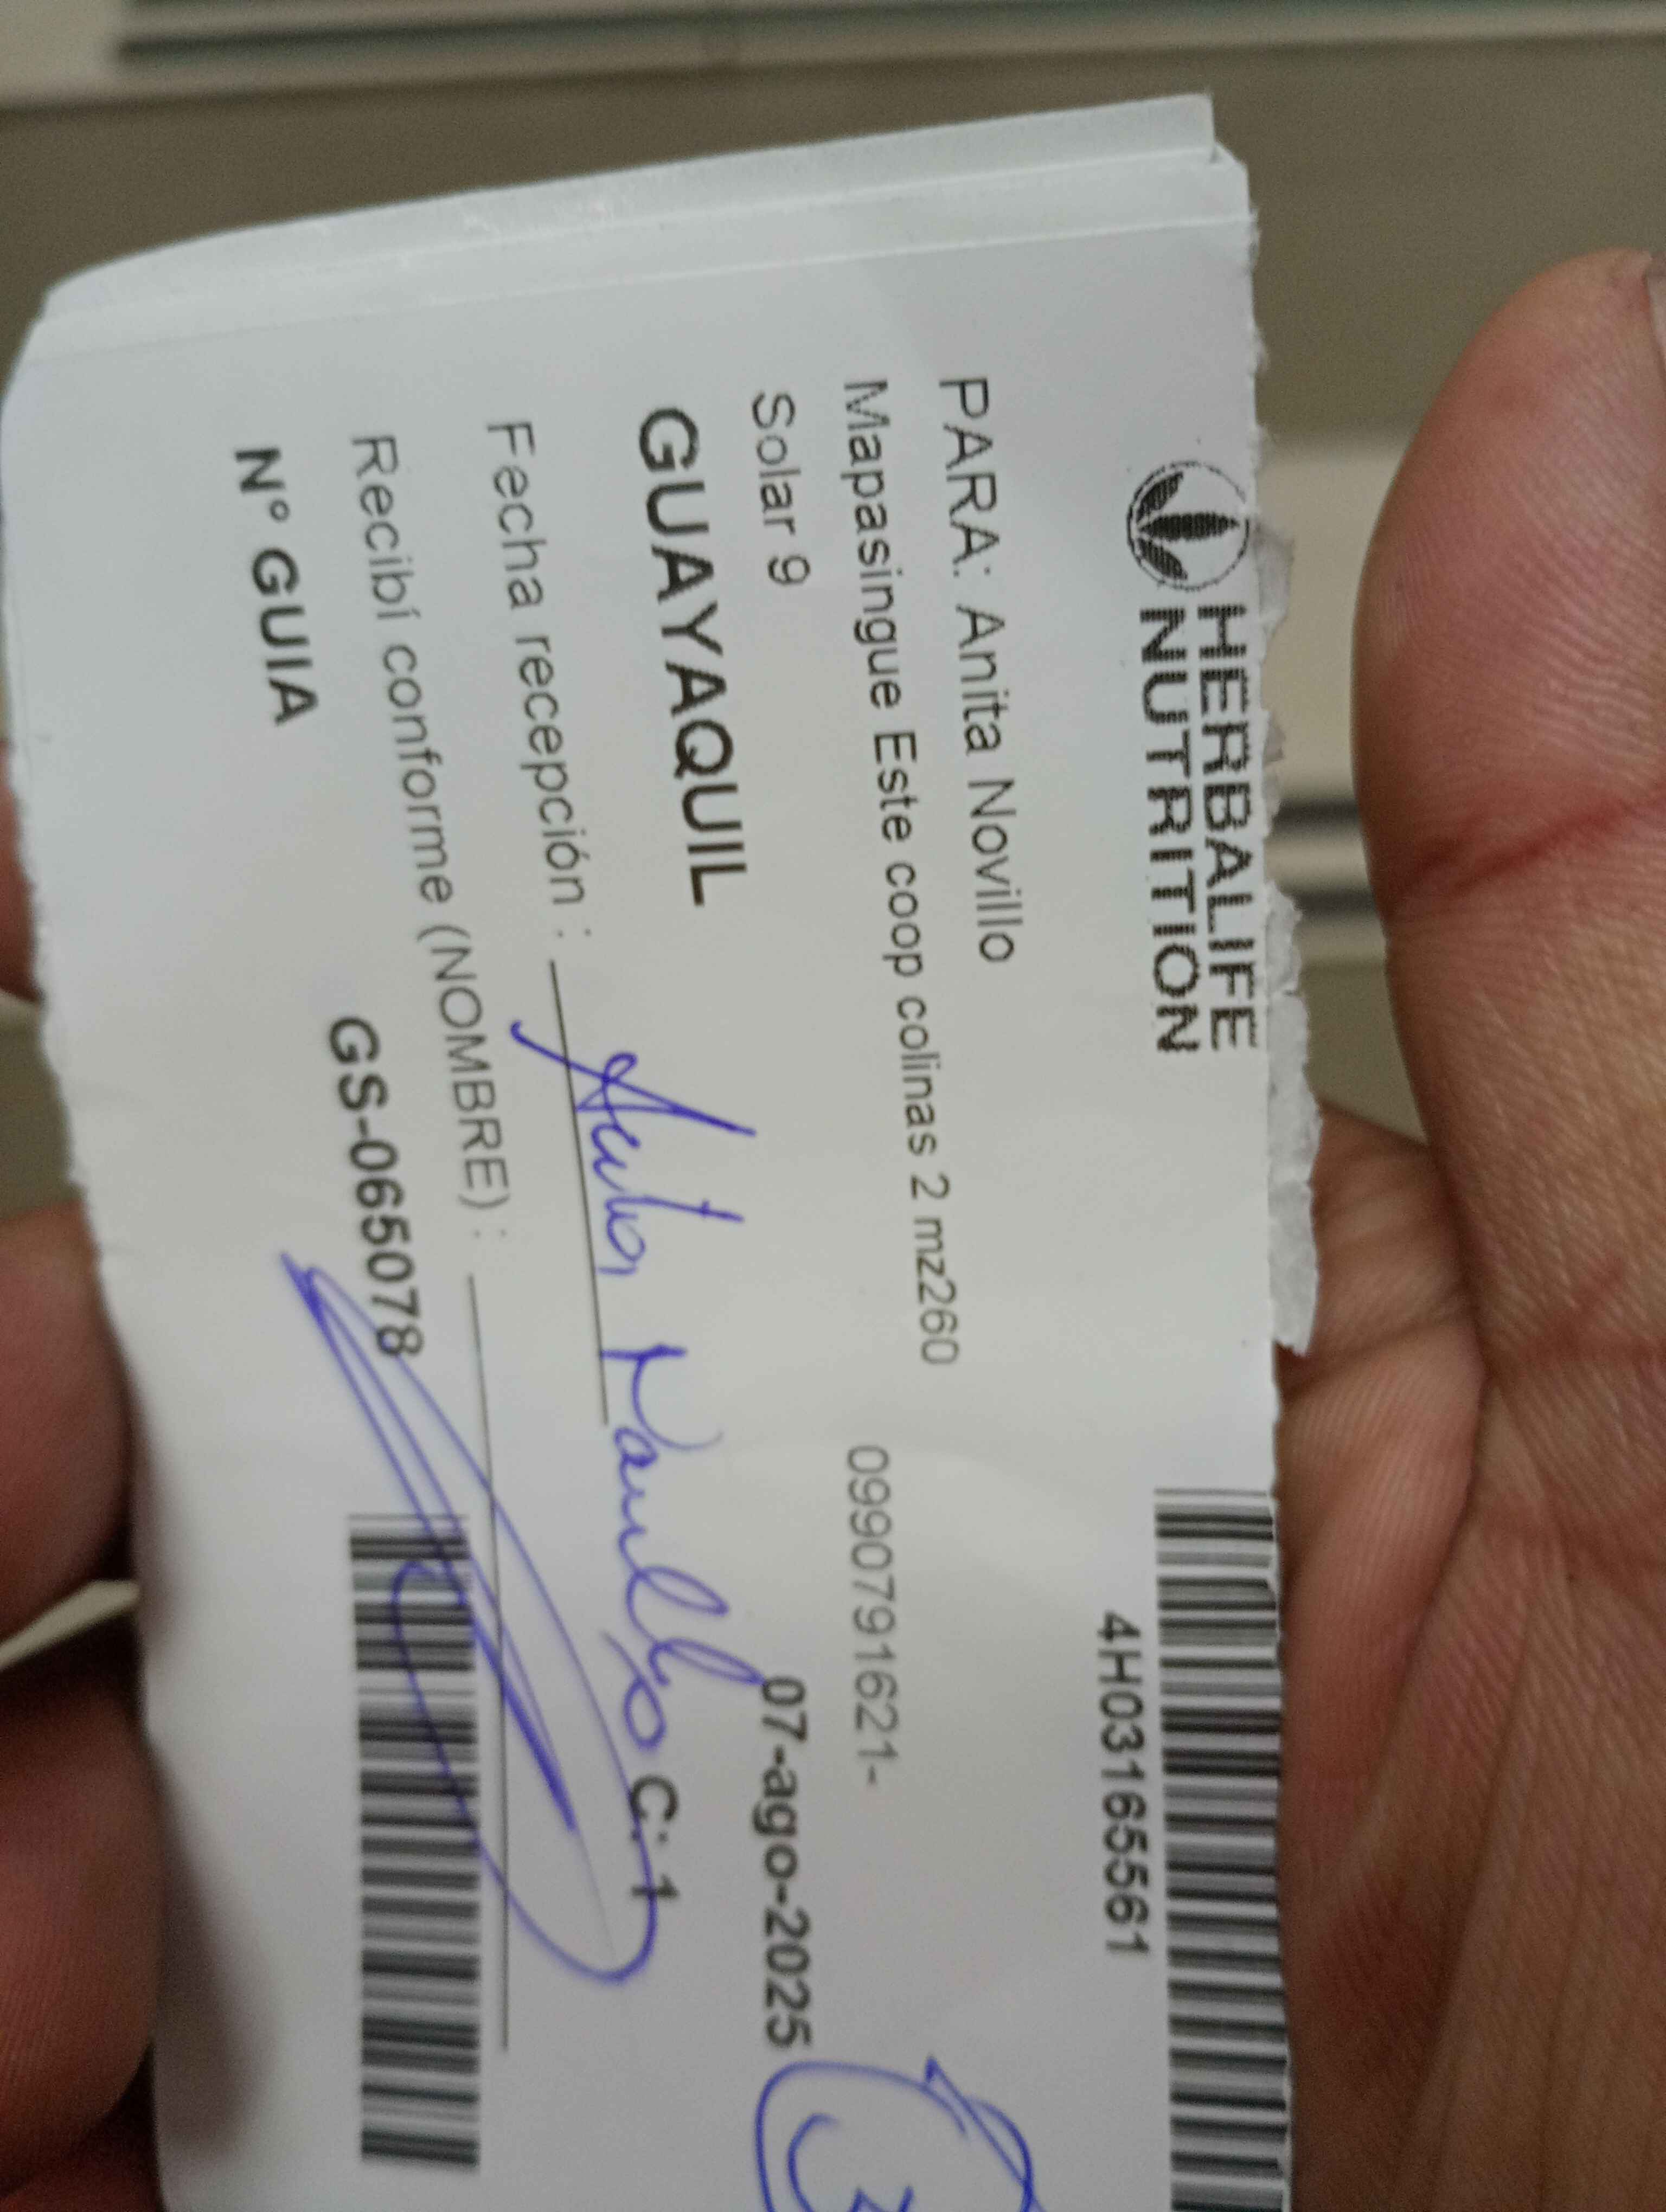 HERBALIFE
NUTRITION
4H03165561
PARA: Anita Novillo
Mapasingue Este coop colinas 2 mz260
0990791621-
Solar 9
GUAYAQUIL
07-ago-2025
Fecha recepción :
C: 1
Recibí conforme (NOMBRE) :
Nº GUIA
GS-065078